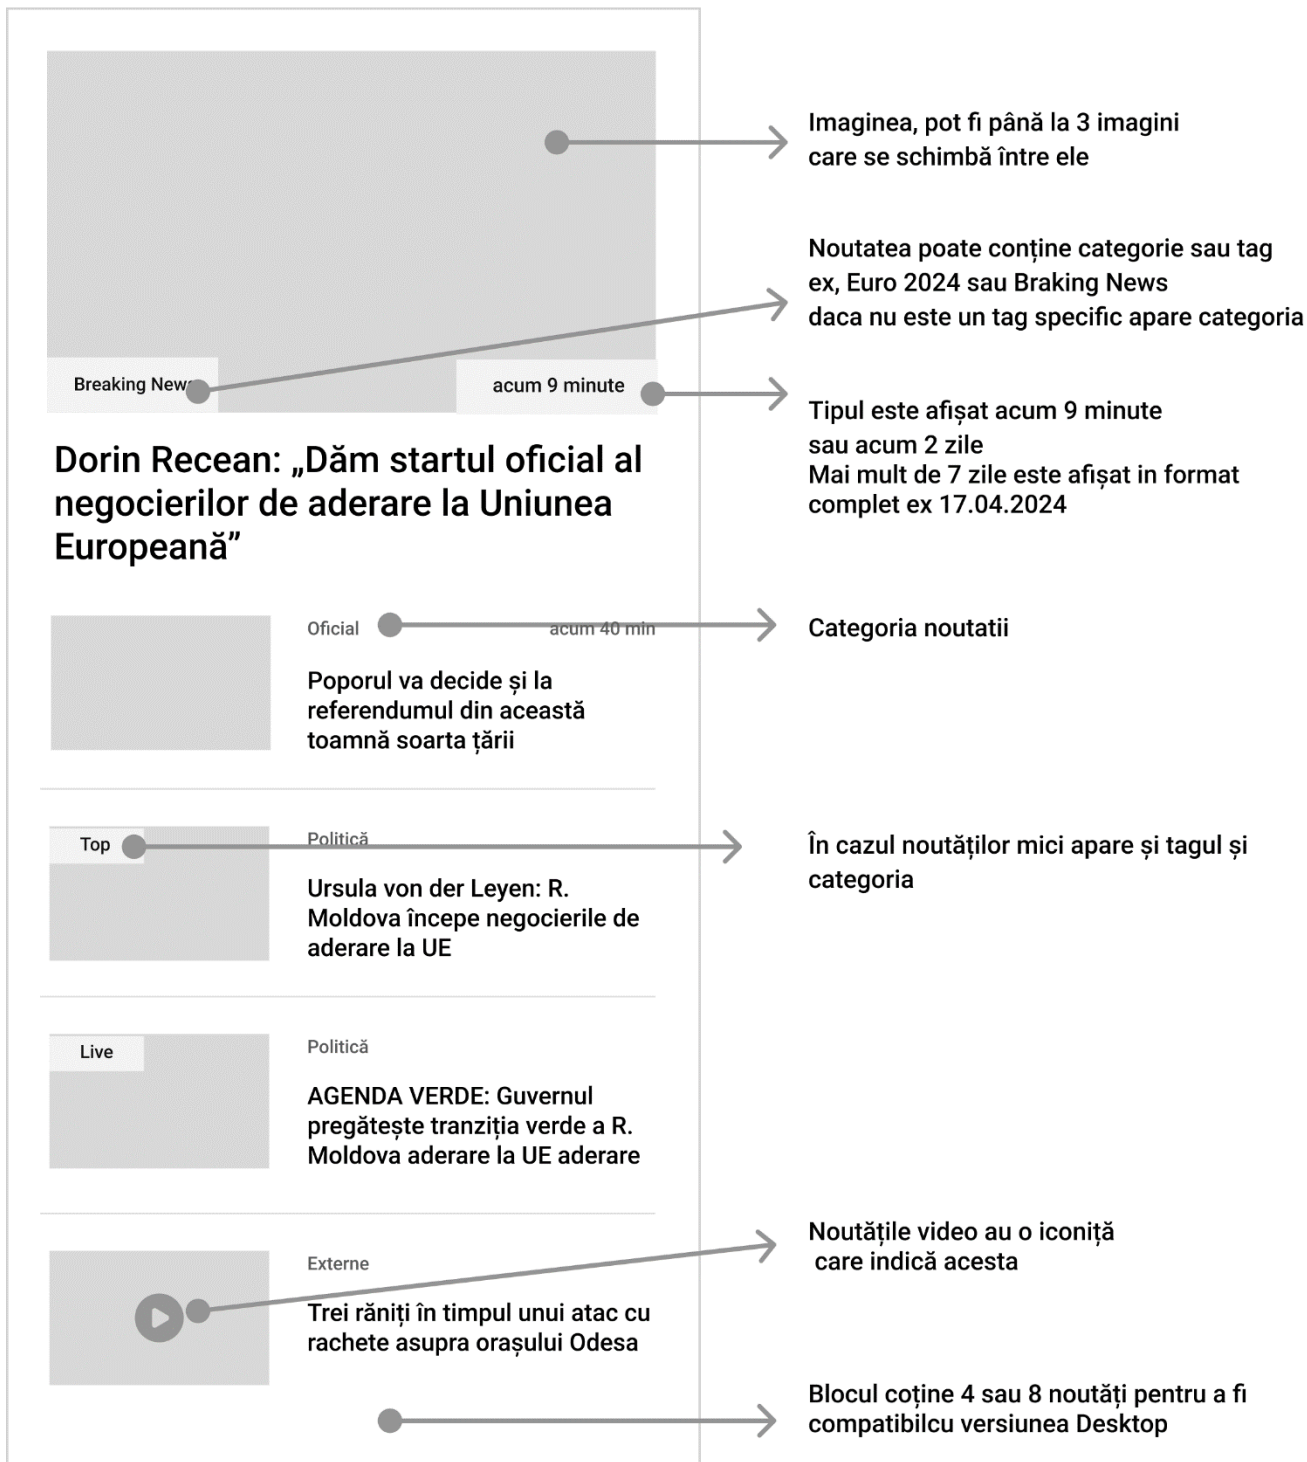 Imaginea, pot fi până la 3 imagini
care se schimbă între ele
Noutatea poate conține categorie sau tag
ex, Euro 2024 sau Braking News
daca nu este un tag specific apare categoria
Breaking News
acum 9 minute
Tipul este afișat acum 9 minute
sau acum 2 zile
Mai mult de 7 zile este afișat in format
complet ex 17.04.2024
Dorin Recean: „Dăm startul oficial al
negocierilor de aderare la Uniunea
Europeană”
Oficial
acum 40 min
Categoria noutatii
Poporul va decide și la
referendumul din această
toamnă soarta țării
Top
Politică
În cazul noutăților mici apare și tagul și
categoria
Ursula von der Leyen: R.
Moldova începe negocierile de
aderare la UE
Live
Politică
AGENDA VERDE: Guvernul
pregătește tranziția verde a R.
Moldova aderare la UE aderare
Externe
Noutățile video au o iconiță
care indică acesta
Trei răniți în timpul unui atac cu
rachete asupra orașului Odesa
Blocul coține 4 sau 8 noutăți pentru a fi
compatibilcu versiunea Desktop